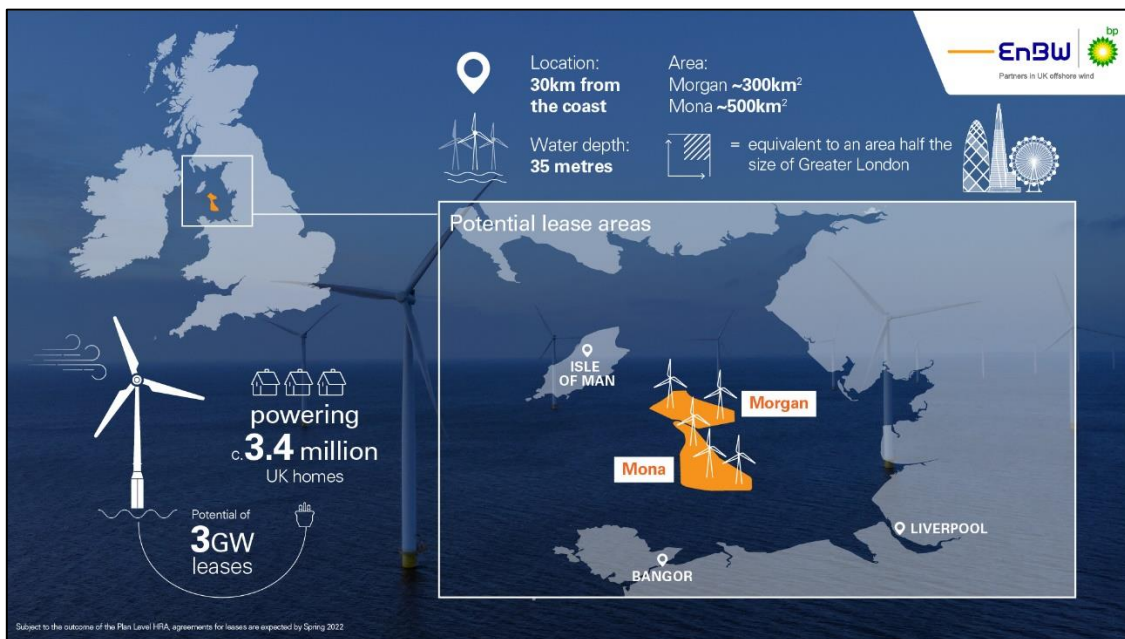 EnBW
bp
Partners in UK offshore wind
Location:
30km from
the coast
Area:
Morgan ~300km²
Mona ~500km²
Water depth:
35 metres
= equivalent to an area half the
size of Greater London
Potential lease areas
ISLE
OF MAN
Morgan
Mona
LIVERPOOL
BANGOR
powering
c.3.4 million
UK homes
Potential of
3GW
leases
Subject to the outcome of the Plan Level HRA, agreements for leases are expected by Spring 2022